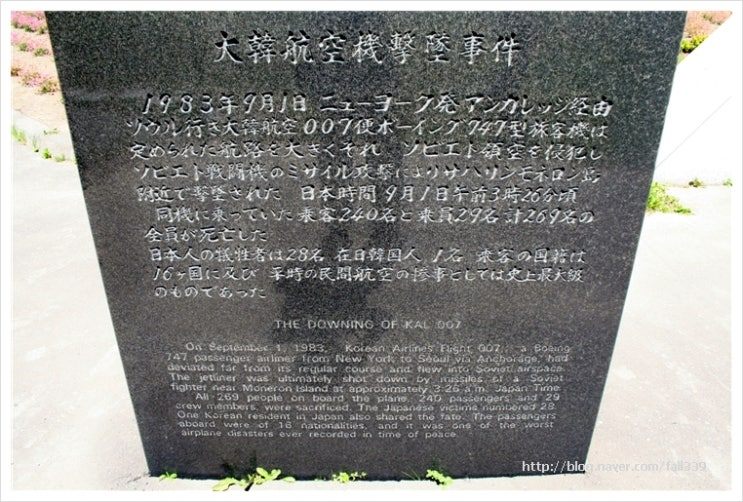 大韓航空機撃墜事件
1983年9月1日 ニューヨーク発 アンカレッジ経由
ソウル行き大韓航空007便ボーイング747型旅客機は
定められた航路を大きくそれ ソビエト領空を侵犯し
ソビエト戦闘機のミサイル攻撃によりサハリンモネロン島
附近で撃墜された 日本時間9月1日午前3時26分頃
同機に乗っていた乗客240名と乗員29名計269名の
全員が死亡した
日本人の犠牲者は28名 在日韓国人 1名 乗客の国籍は
16ヶ国に及び 平時の民間航空の惨事としては史上最大級
のものであった
THE DOWNING OF KAL 007
On September 1, 1983, Korean Airlines Flight 007, a Boeing
747 passenger airliner from New York to Seoul via Anchorage, had
deviated far from its regular course and flew into Soviet airspace.
The jetliner was ultimately shot down by missiles of a Soviet
fighter near Moneron Island at approximately 3:26 a.m. Japan Time.
All 269 people on board the plane, 240 passengers and 29
crew members, were sacrificed. The Japanese victims numbered 28.
One Korean resident in Japan also shared the fate. The passengers
aboard were of 16 nationalities, and it was one of the worst
airplane disasters ever recorded in time of peace.
http://blog.naver.com/fall339